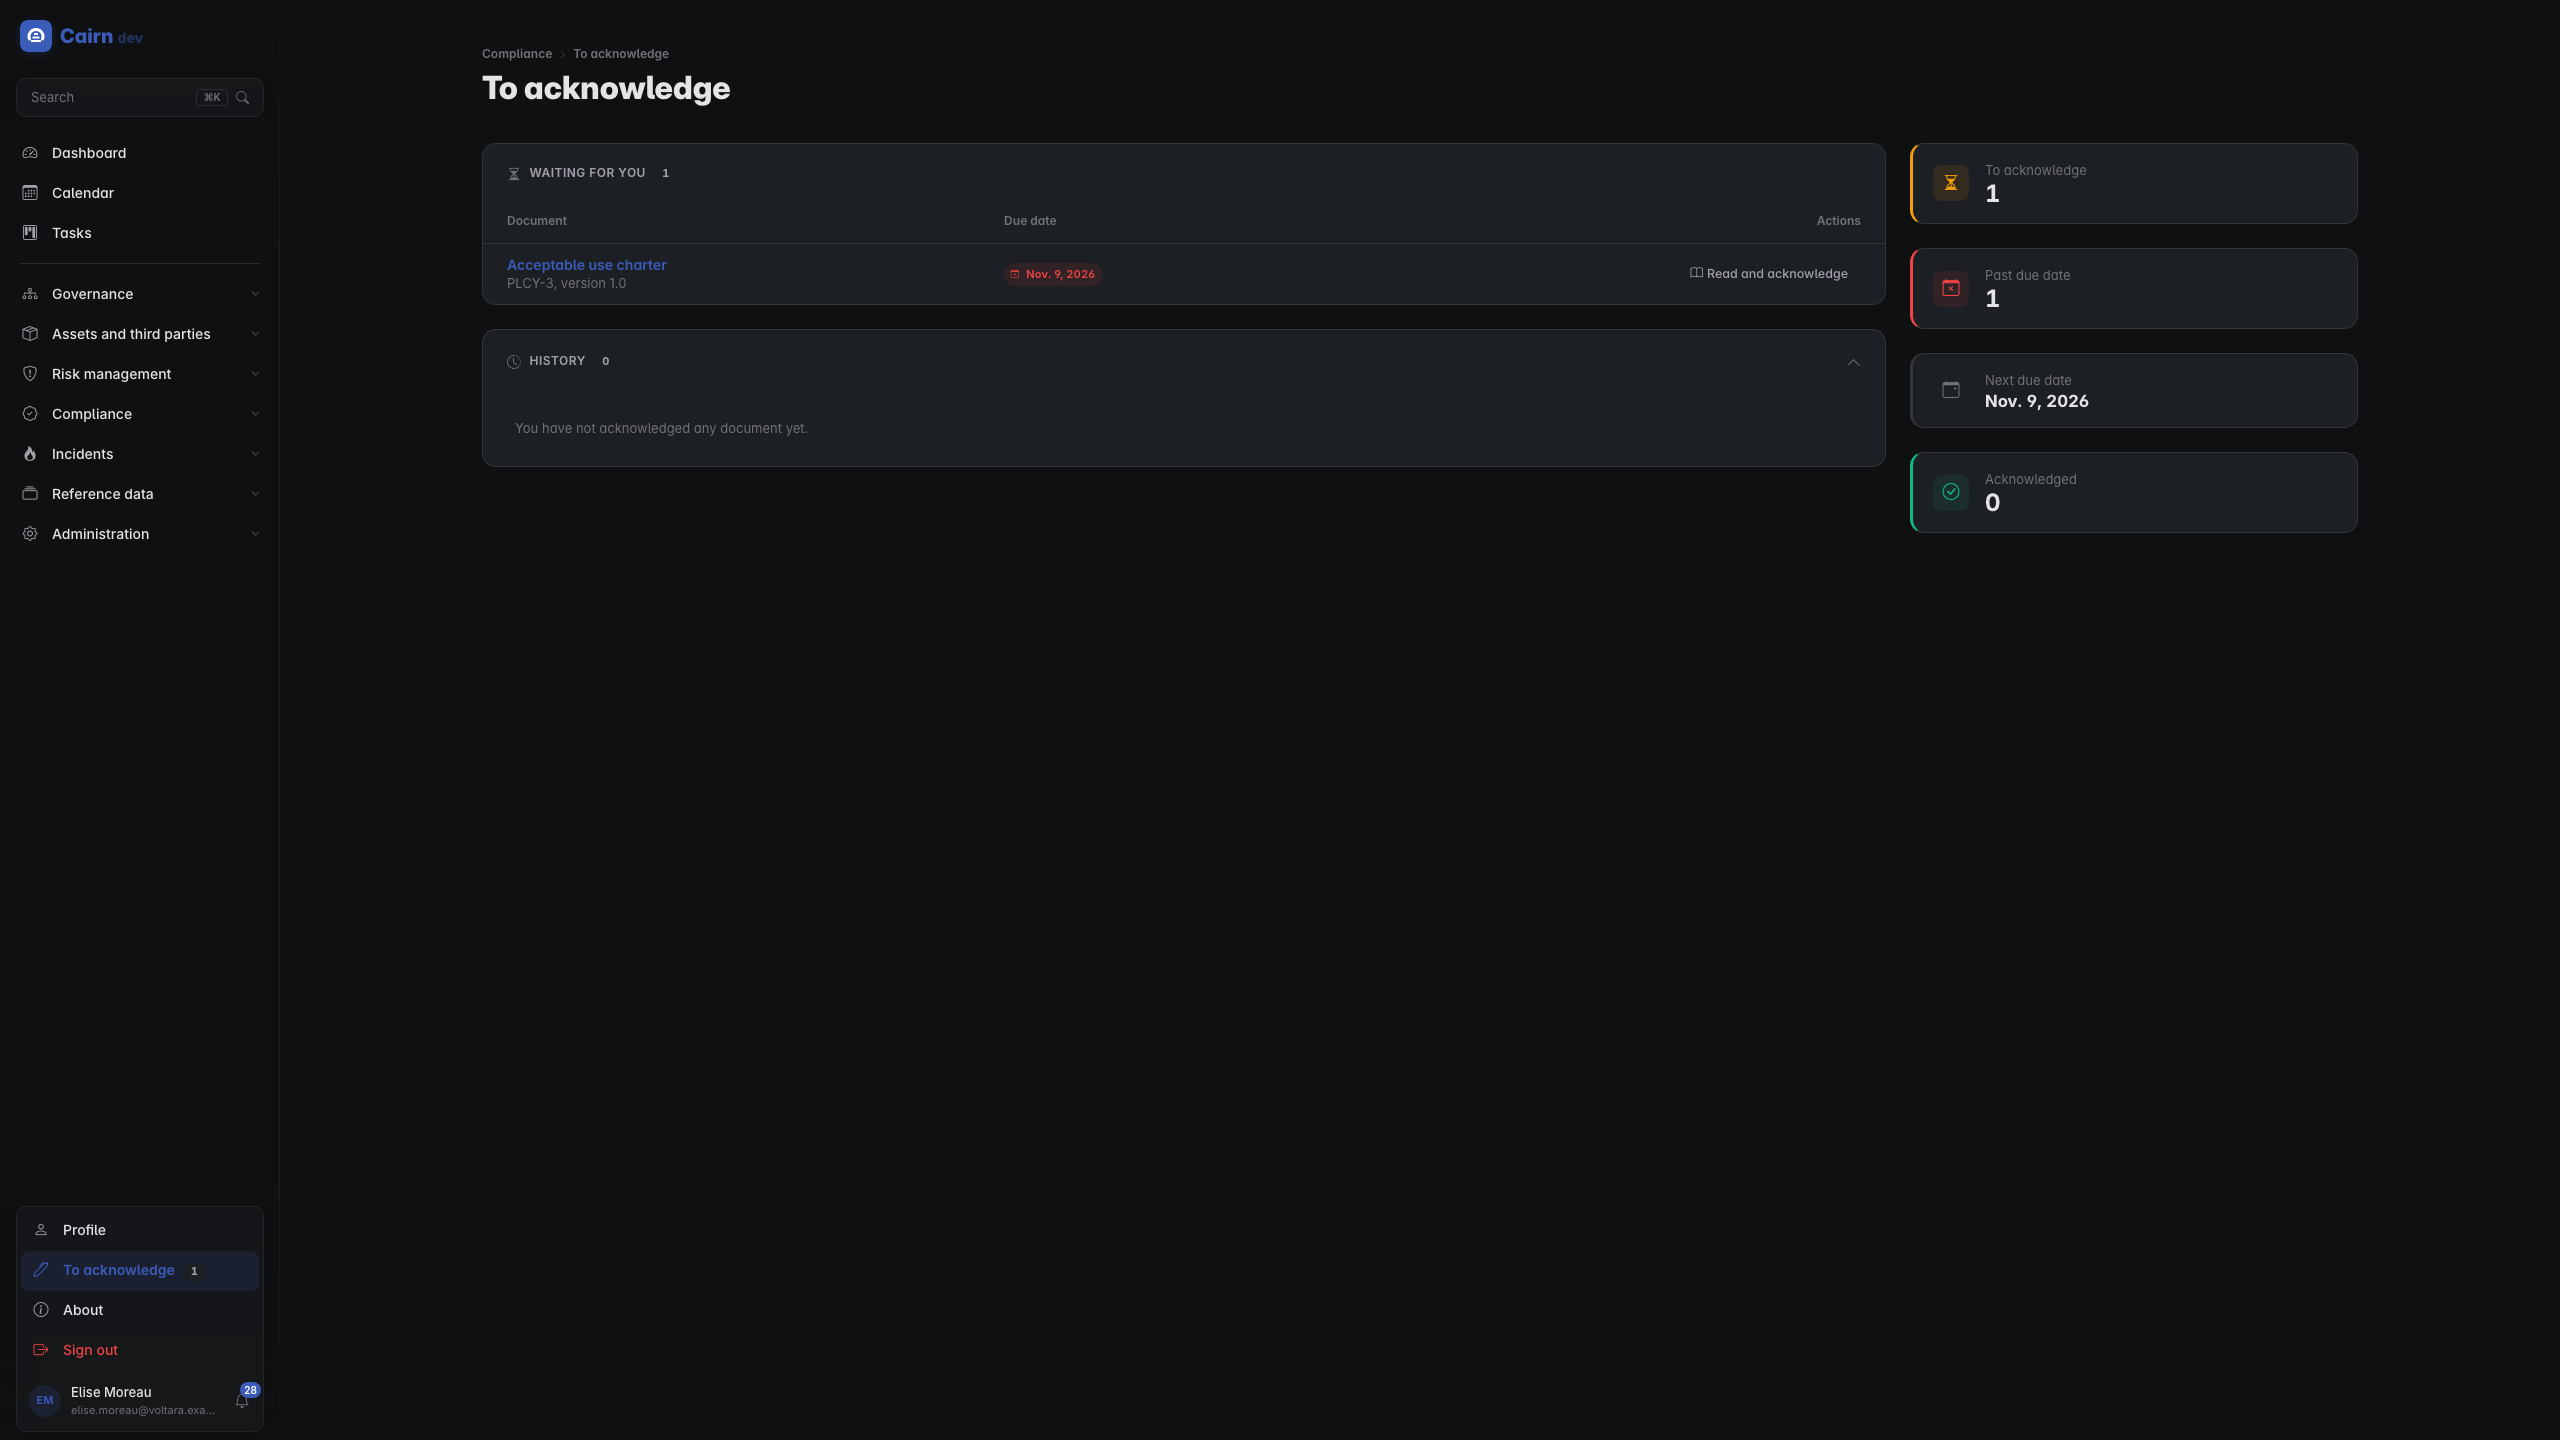 Cairn dev
Search ⌘K
Dashboard
Calendar
Tasks
Governance
Assets and third parties
Risk management
Compliance
Incidents
Reference data
Administration
Profile
To acknowledge 1
About
Sign out
EM
Elise Moreau
elise.moreau@voltara.exa...
28
Compliance > To acknowledge
To acknowledge
WAITING FOR YOU 1
Document Due date Actions
Acceptable use charter
PLCY-3, version 1.0
Nov. 9, 2026
Read and acknowledge
HISTORY 0
You have not acknowledged any document yet.
To acknowledge
1
Past due date
1
Next due date
Nov. 9, 2026
Acknowledged
0